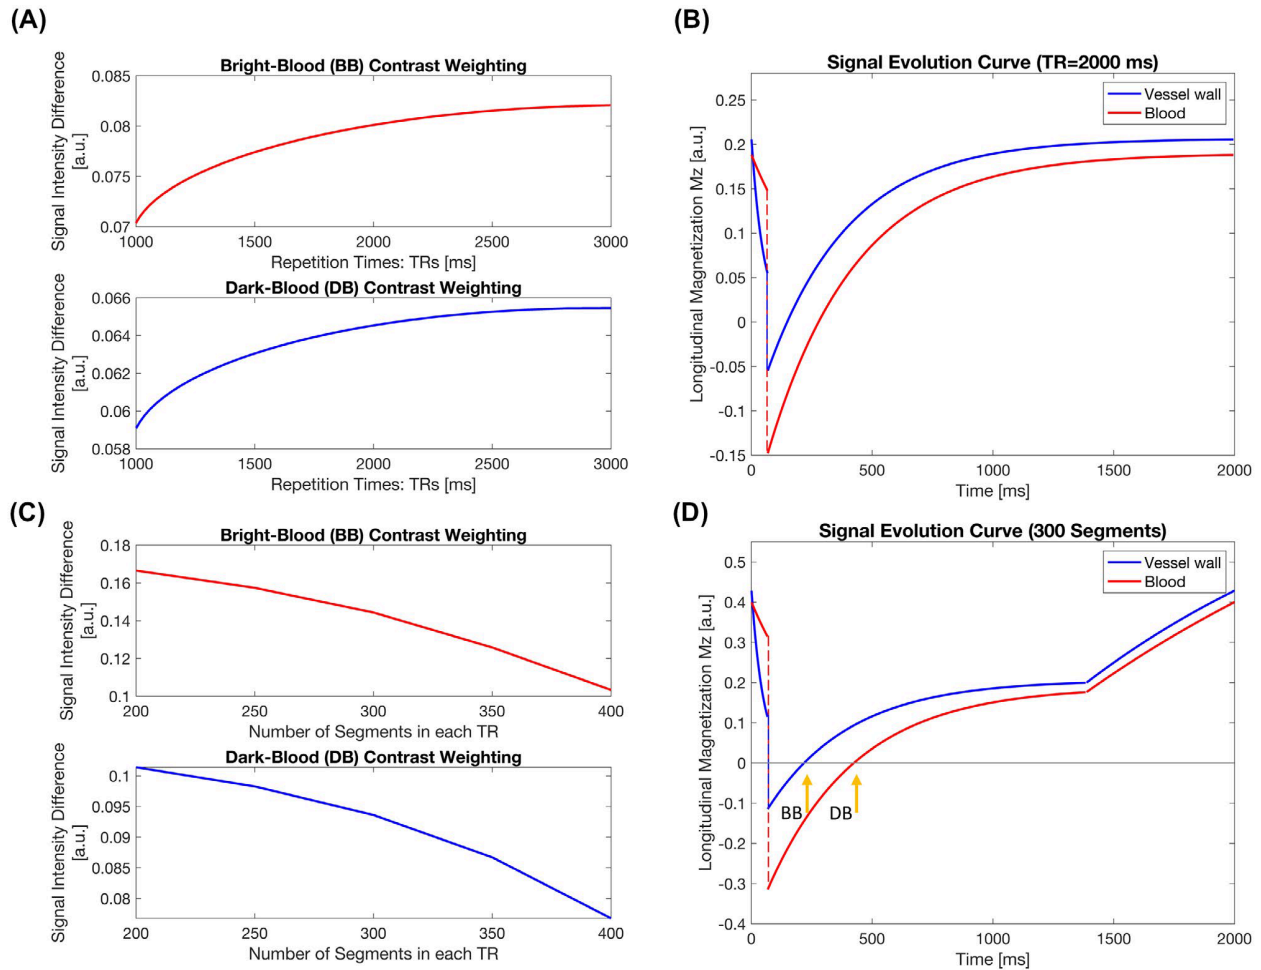 (A)
Bright-Blood (BB) Contrast Weighting
Signal Intensity Difference
[a.u.]
0.085
0.08
0.075
0.07
1000 1500 2000 2500 3000
Repetition Times: TRs [ms]
Dark-Blood (DB) Contrast Weighting
Signal Intensity Difference
[a.u.]
0.066
0.064
0.062
0.06
0.058
1000 1500 2000 2500 3000
Repetition Times: TRs [ms]
(B)
Signal Evolution Curve (TR=2000 ms)
Vessel wall
Blood
Longitudinal Magnetization Mz [a.u.]
0.25
0.2
0.15
0.1
0.05
0
-0.05
-0.1
-0.15
0 500 1000 1500 2000
Time [ms]
(C)
Bright-Blood (BB) Contrast Weighting
Signal Intensity Difference
[a.u.]
0.18
0.16
0.14
0.12
0.1
200 250 300 350 400
Number of Segments in each TR
Dark-Blood (DB) Contrast Weighting
Signal Intensity Difference
[a.u.]
0.1
0.095
0.09
0.085
0.08
200 250 300 350 400
Number of Segments in each TR
(D)
Signal Evolution Curve (300 Segments)
Vessel wall
Blood
Longitudinal Magnetization Mz [a.u.]
0.5
0.4
0.3
0.2
0.1
0
-0.1
-0.2
-0.3
-0.4
BB DB
0 500 1000 1500 2000
Time [ms]